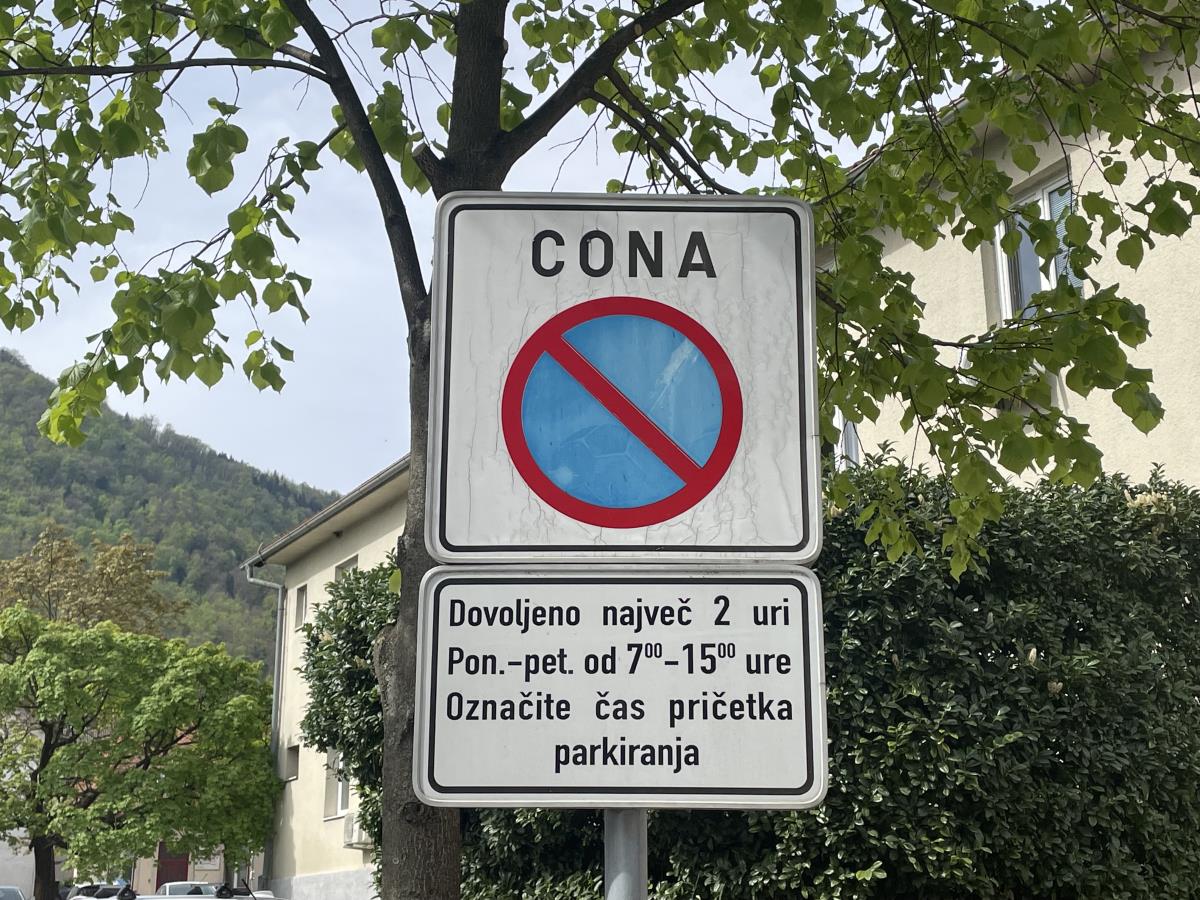 CONA
Dovoljeno največ 2 uri
Pon.-pet. od 7⁰⁰-15⁰⁰ ure
Označite čas pričetka
parkiranja